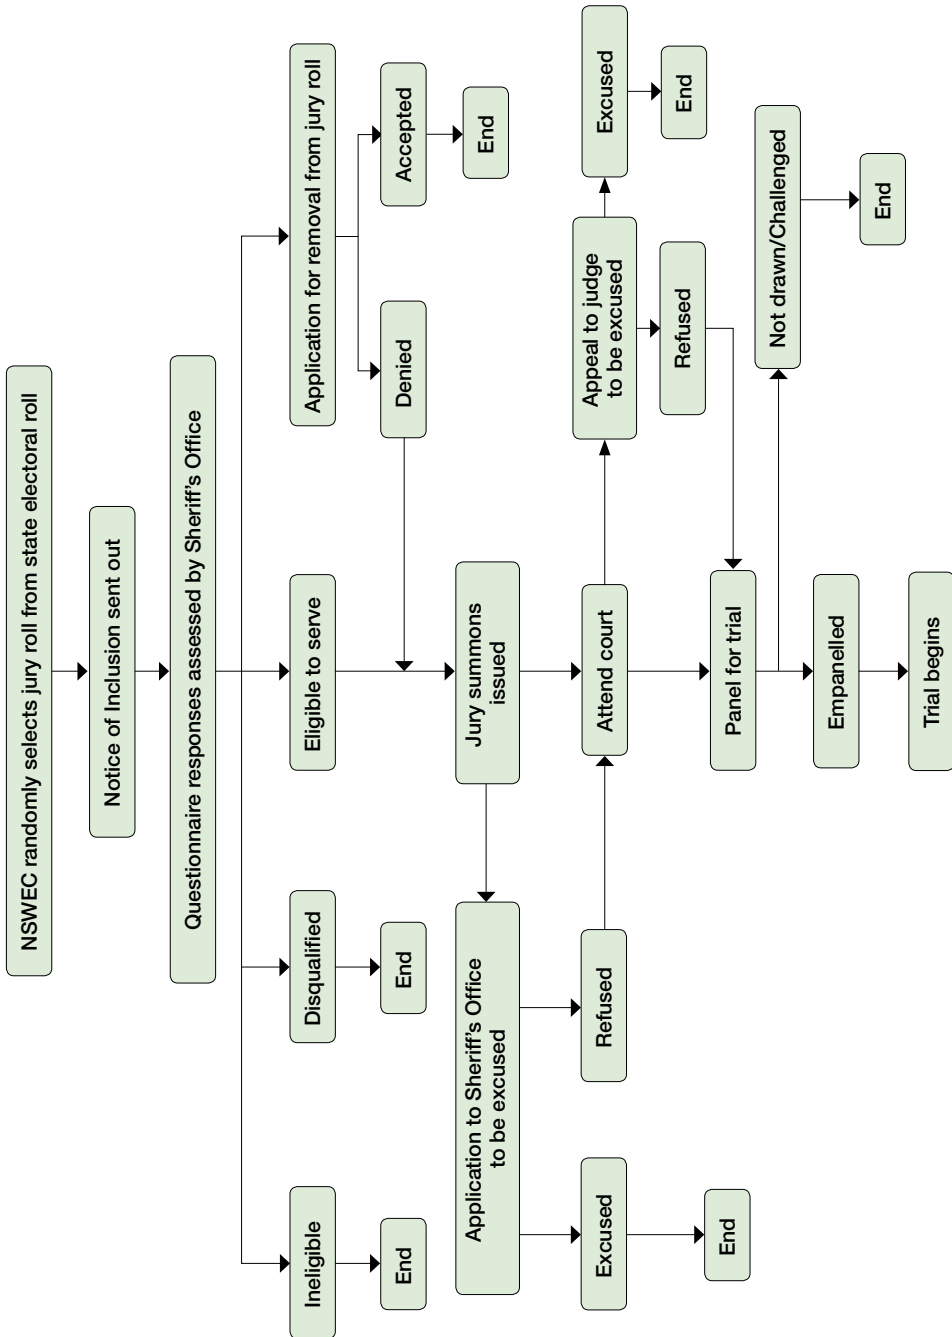 NSWEC randomly selects jury roll from state electoral roll
Notice of Inclusion sent out
Questionnaire responses assessed by Sheriff's Office
Ineligible
Disqualified
Eligible to serve
Application for removal from jury roll
End
End
Denied
Accepted
End
Application to Sheriff's Office
to be excused
Jury summons
issued
Excused
Refused
Attend court
Appeal to judge
to be excused
Excused
End
Refused
End
Panel for trial
Not drawn/Challenged
Empanelled
End
Trial begins